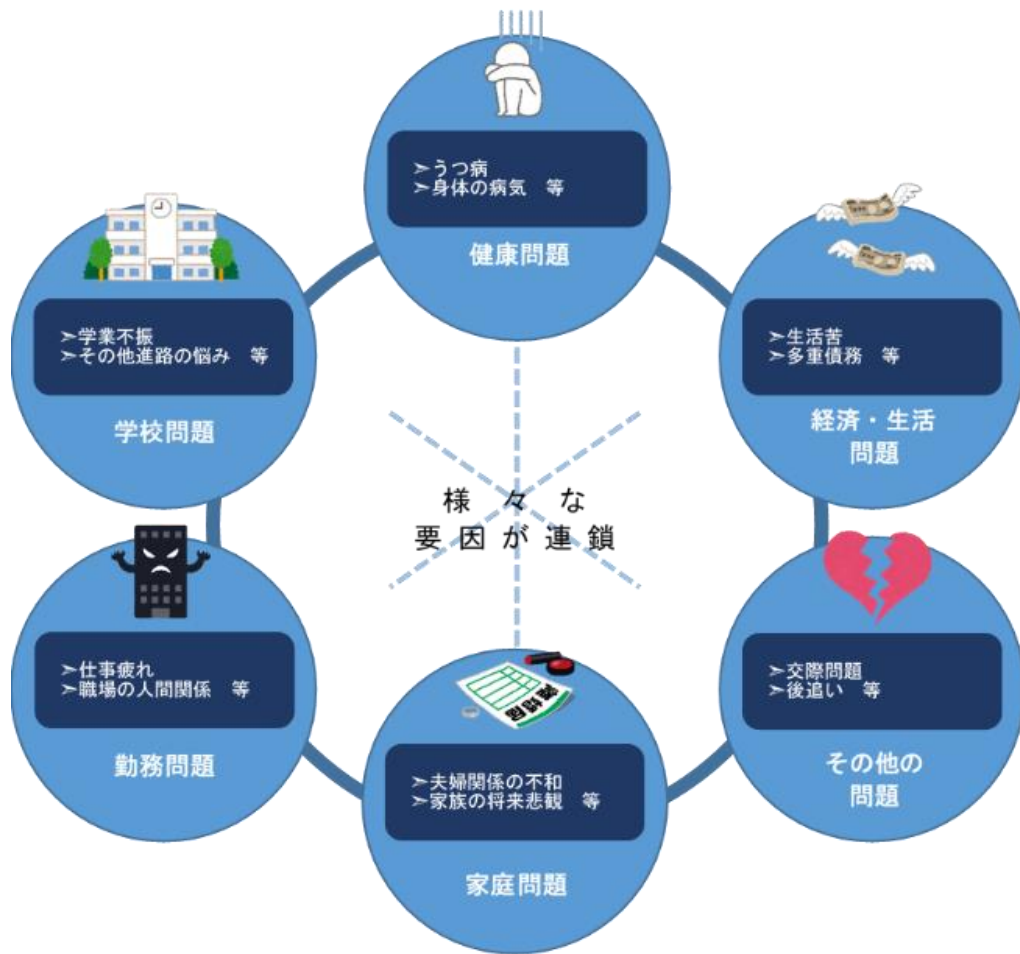 ➢うつ病
➢身体の病気　等
健康問題
➢生活苦
➢多重債務　等
経済・生活
問題
➢交際問題
➢後追い　等
その他の
問題
離婚届
➢夫婦関係の不和
➢家族の将来悲観　等
家庭問題
➢仕事疲れ
➢職場の人間関係　等
勤務問題
➢学業不振
➢その他進路の悩み　等
学校問題
様々な
要因が連鎖